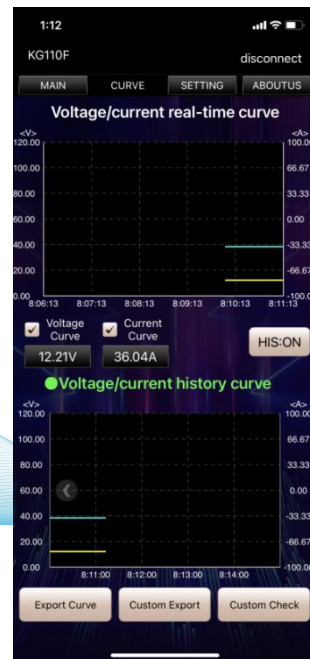 1:12
KG110F
disconnect
MAIN CURVE SETTING ABOUTUS
Voltage/current real-time curve
<V> <A>
120.00 100.0
100.00 66.67
80.00 33.33
60.00 0.00
40.00 -33.33
20.00 -66.67
0.00 -100.0
8:06:13 8:07:13 8:08:13 8:09:13 8:10:13 8:11:13
Voltage Curve
Current Curve
12.21V 36.04A
HIS:ON
Voltage/current history curve
<V> <A>
120.00 100.00
100.00 66.67
80.00 33.33
60.00 0.00
40.00 -33.33
20.00 -66.67
0.00 -100.0
8:11:00 8:12:00 8:13:00 8:14:00
Export Curve Custom Export Custom Check